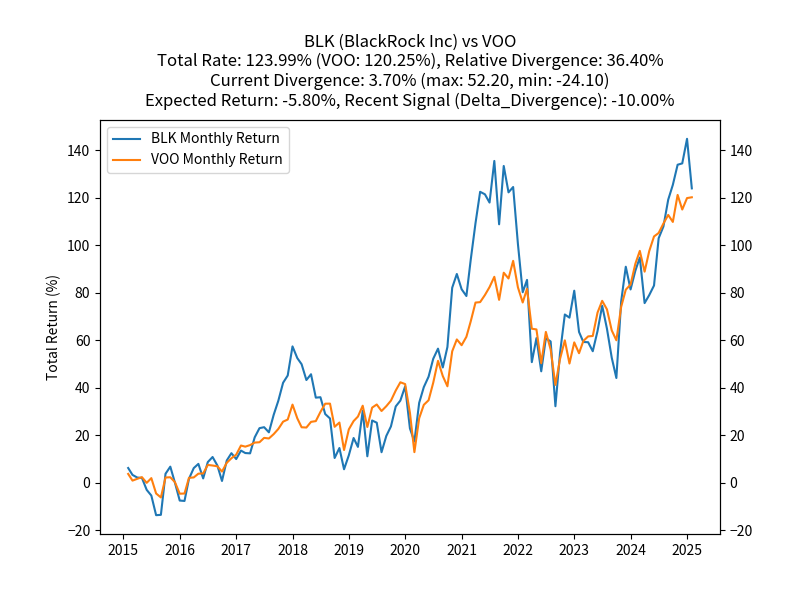 BLK (BlackRock Inc) vs VOO
Total Rate: 123.99% (VOO: 120.25%), Relative Divergence: 36.40%
Current Divergence: 3.70% (max: 52.20, min: -24.10)
Expected Return: -5.80%, Recent Signal (Delta_Divergence): -10.00%
BLK Monthly Return
VOO Monthly Return
Total Return (%)
140
120
100
80
60
40
20
0
−20
140
120
100
80
60
40
20
0
−20
2015 2016 2017 2018 2019 2020 2021 2022 2023 2024 2025